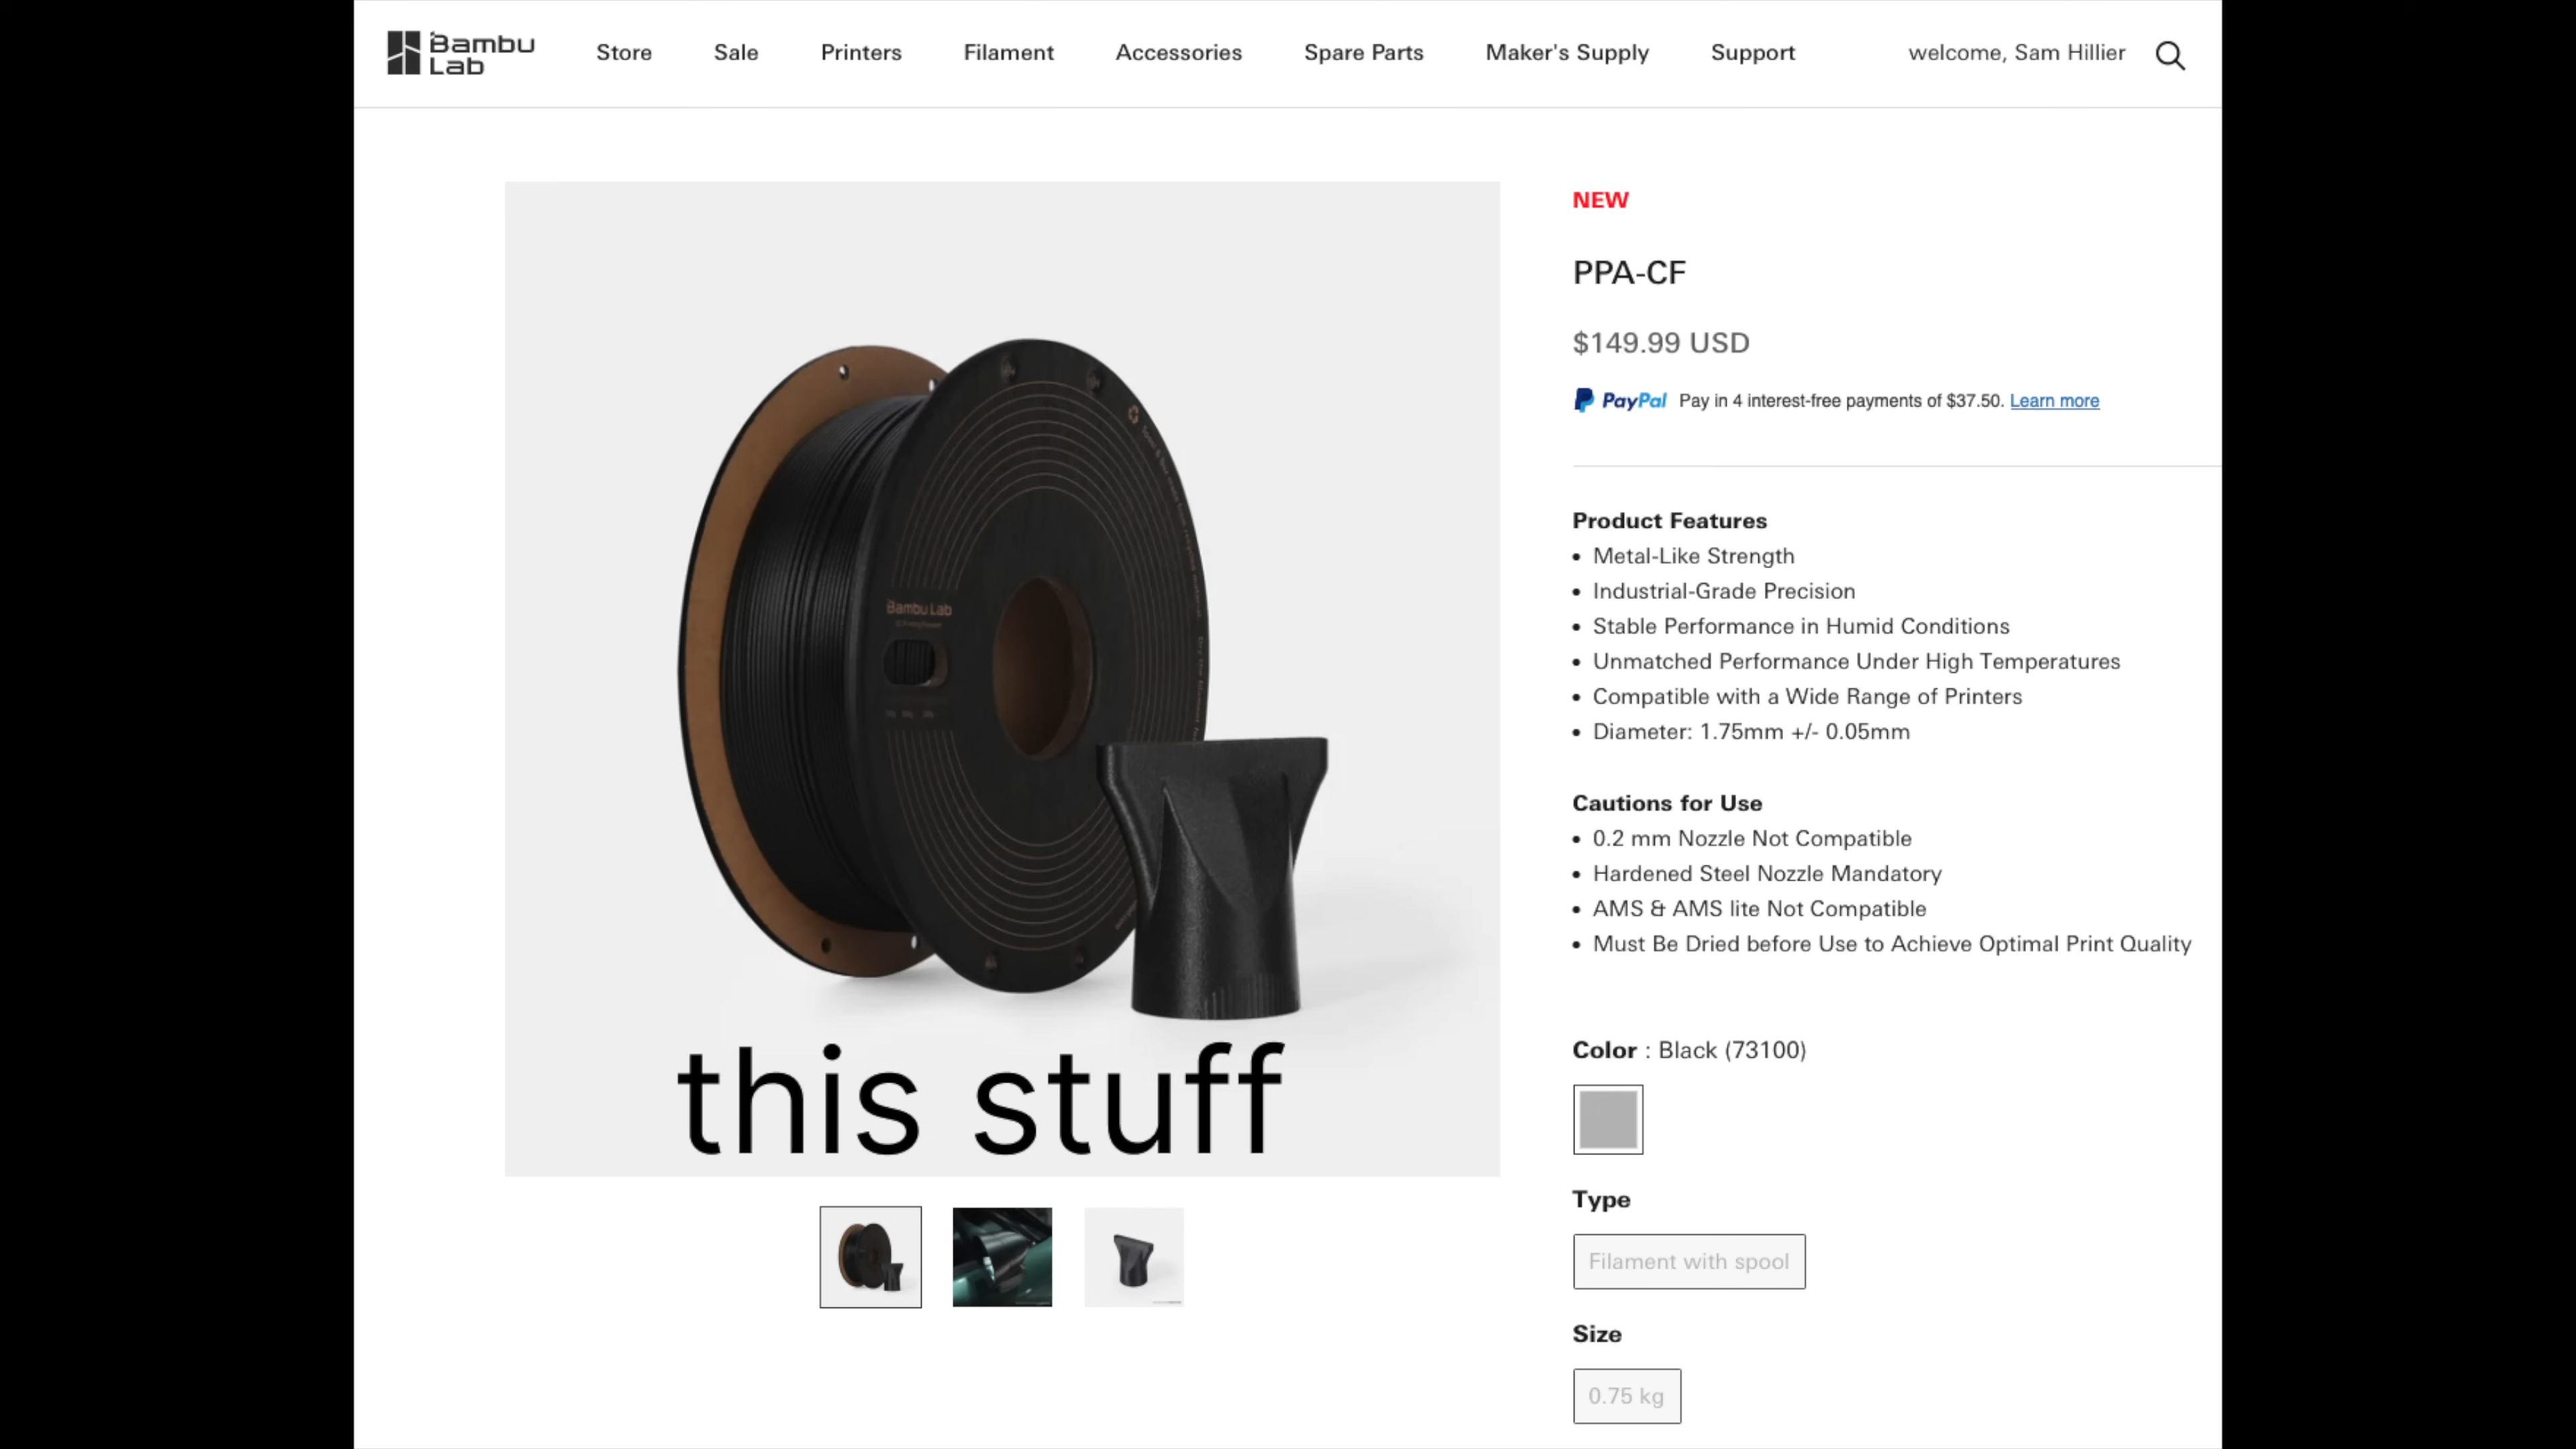 Bambu Lab
Store
Sale
Printers
Filament
Accessories
Spare Parts
Maker's Supply
Support
welcome, Sam Hillier
NEW
PPA-CF
$149.99 USD
PayPal Pay in 4 interest-free payments of $37.50. Learn more
Product Features
• Metal-Like Strength
• Industrial-Grade Precision
• Stable Performance in Humid Conditions
• Unmatched Performance Under High Temperatures
• Compatible with a Wide Range of Printers
• Diameter: 1.75mm +/- 0.05mm
Cautions for Use
• 0.2 mm Nozzle Not Compatible
• Hardened Steel Nozzle Mandatory
• AMS & AMS lite Not Compatible
• Must Be Dried before Use to Achieve Optimal Print Quality
Color : Black (73100)
Type
Filament with spool
Size
0.75 kg
Bambu Lab
this stuff